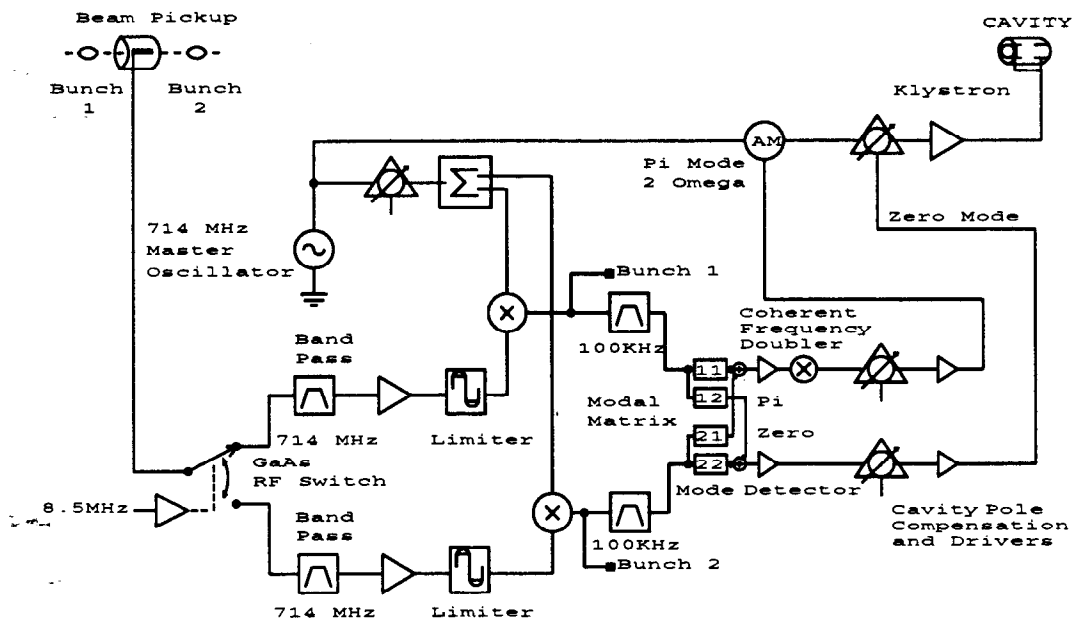 Beam Pickup
Bunch
1
Bunch
2
CAVITY
Klystron
AM
Pi Mode
2 Omega
Zero Mode
Σ
714 MHz
Master
Oscillator
Bunch 1
100KHz
Coherent
Frequency
Doubler
Band
Pass
714 MHz
Limiter
Modal
Matrix
11
12
21
22
Pi
Zero
Mode Detector
GaAs
RF Switch
8.5MHz
Band
Pass
714 MHz
Limiter
100KHz
Bunch 2
Cavity Pole
Compensation
and Drivers